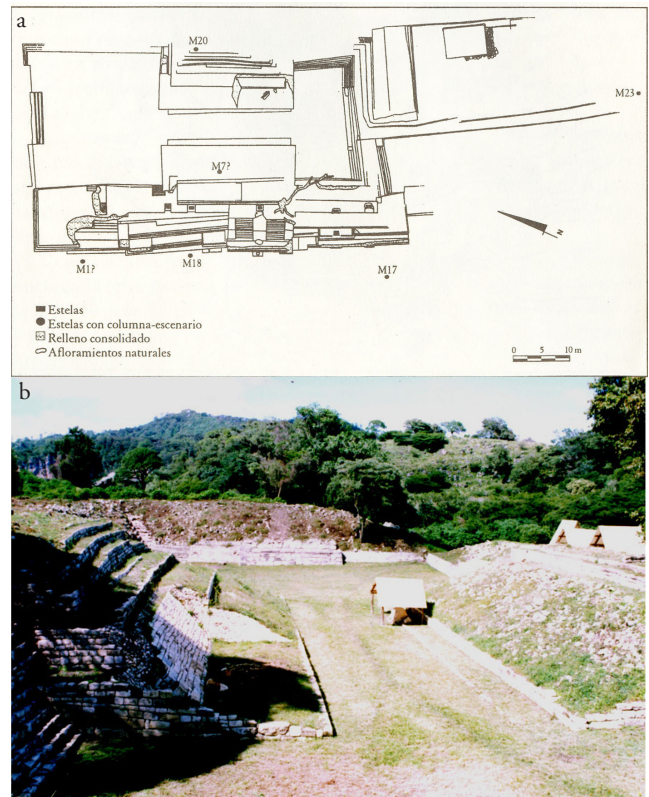 a
M20
M23
M7?
N
M1?
M18
M17
Estelas
Estelas con columna-escenario
Relleno consolidado
Afloramientos naturales
0 5 10 m
b